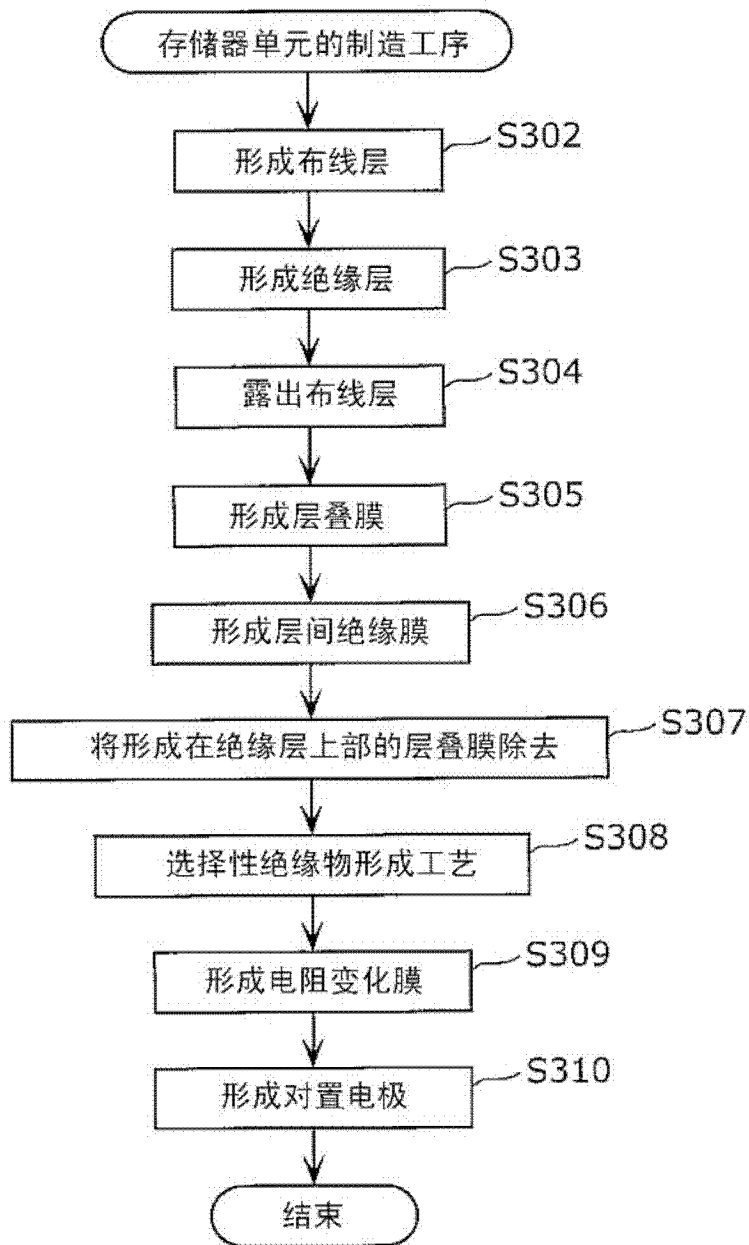 存储器单元的制造工序
S302
形成布线层
S303
形成绝缘层
S304
露出布线层
S305
形成层叠膜
S306
形成层间绝缘膜
S307
将形成在绝缘层上部的层叠膜除去
S308
选择性绝缘物形成工艺
S309
形成电阻变化膜
S310
形成对置电极
结束